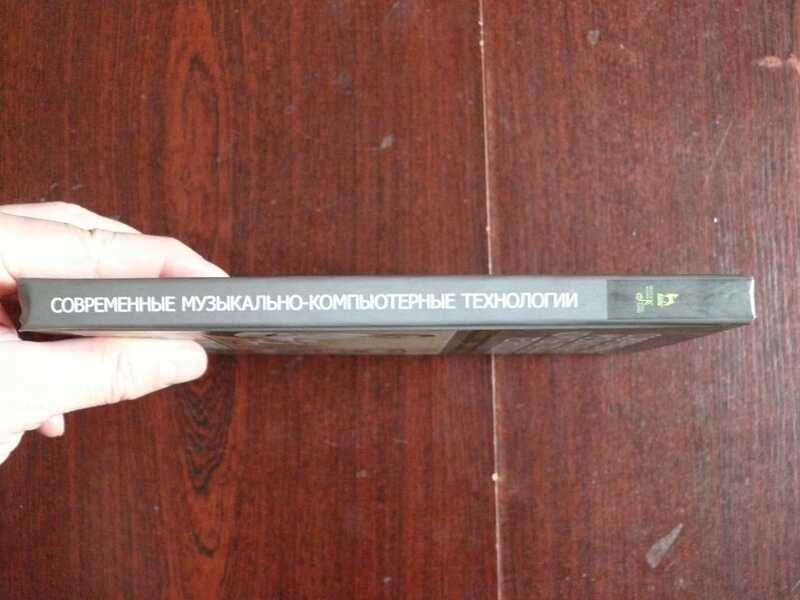 СОВРЕМЕННЫЕ МУЗЫКАЛЬНО-КОМПЬЮТЕРНЫЕ ТЕХНОЛОГИИ